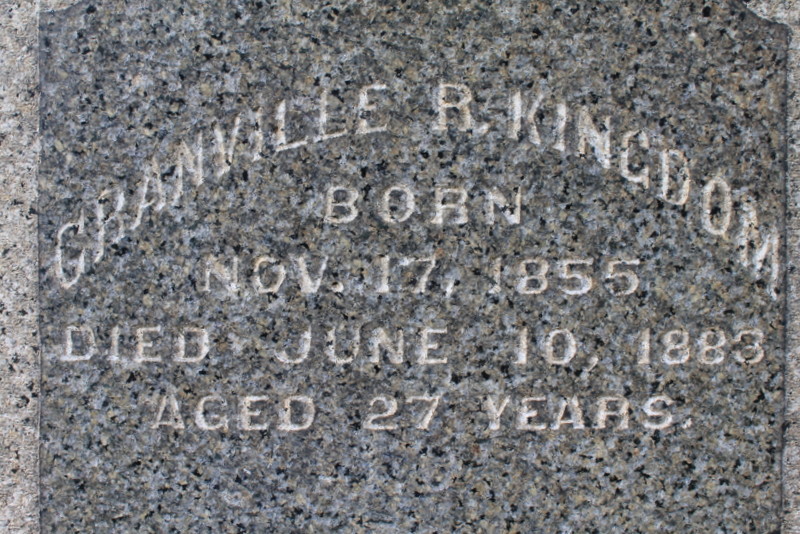 GRANVILLE R. KINGDOM
BORN
NOV. 17, 1855
DIED JUNE 10, 1883
AGED 27 YEARS.